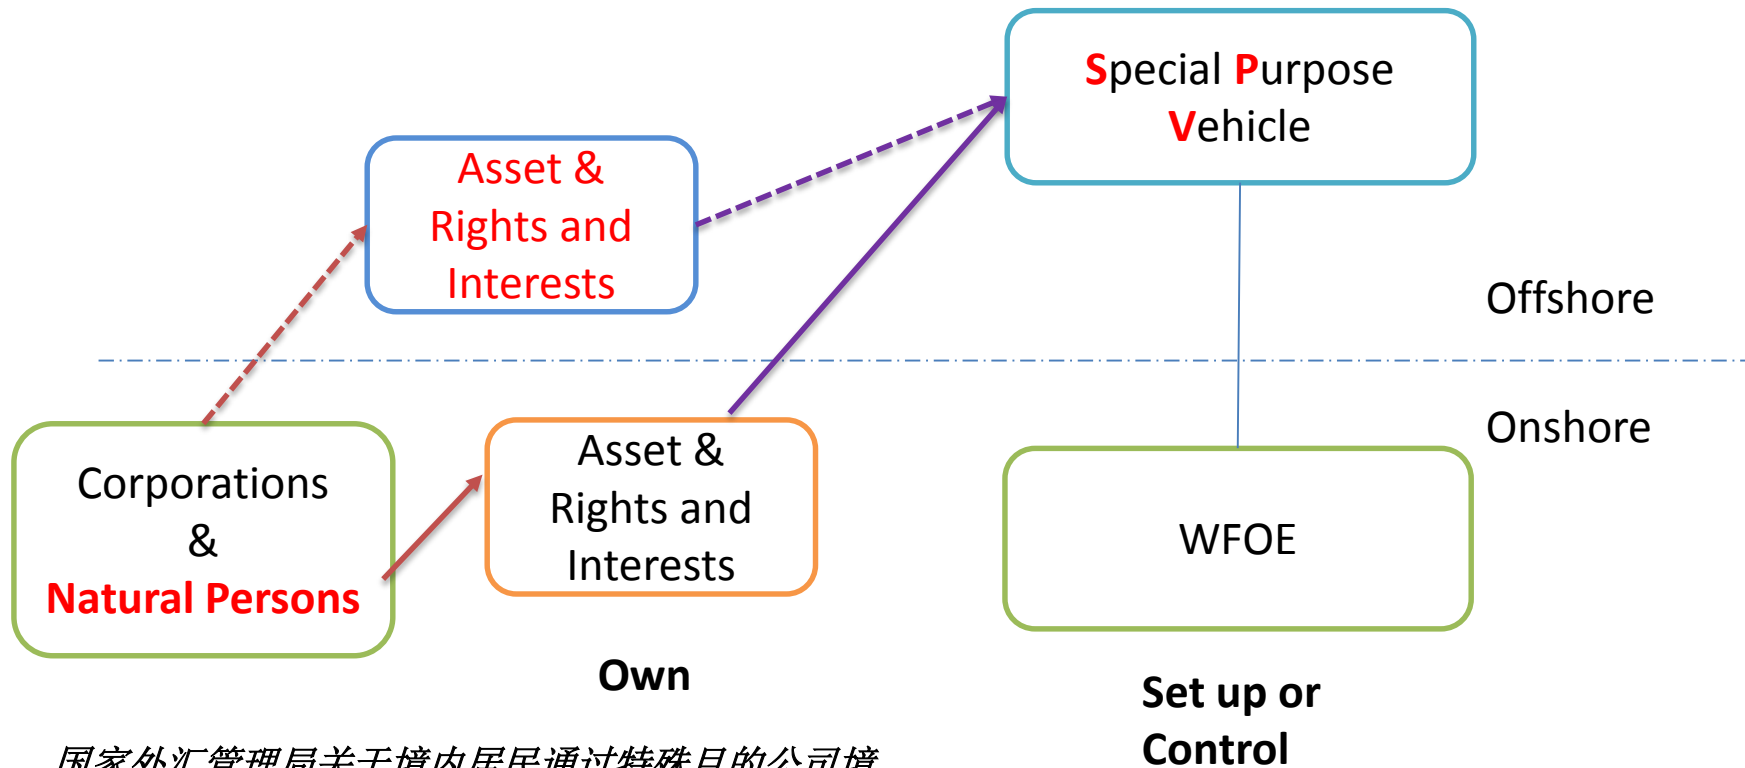 Special Purpose
Vehicle
Asset &
Rights and
Interests
Offshore
Onshore
Corporations
&
Natural Persons
Asset &
Rights and
Interests
WFOE
Own
Set up or
Control
国家外汇管理局关于境内居民通过特殊目的公司境